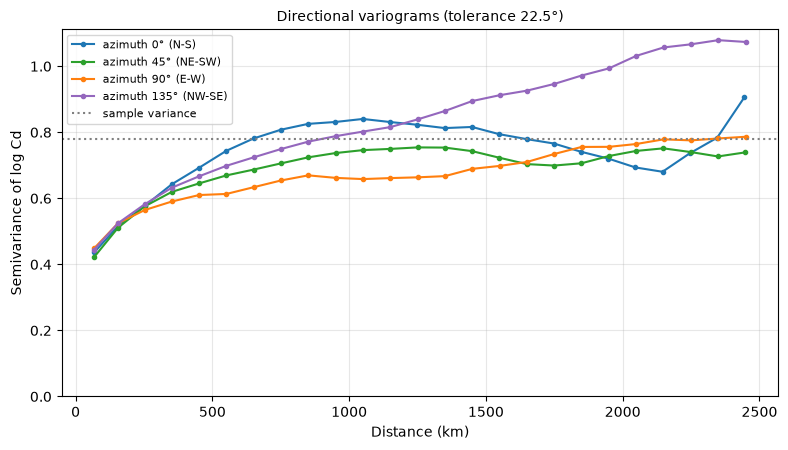 Directional variograms (tolerance 22.5°)
azimuth 0° (N-S)
azimuth 45° (NE-SW)
azimuth 90° (E-W)
azimuth 135° (NW-SE)
sample variance
Semivariance of log Cd
1.0
0.8
0.6
0.4
0.2
0.0
0
500
1000
1500
2000
2500
Distance (km)